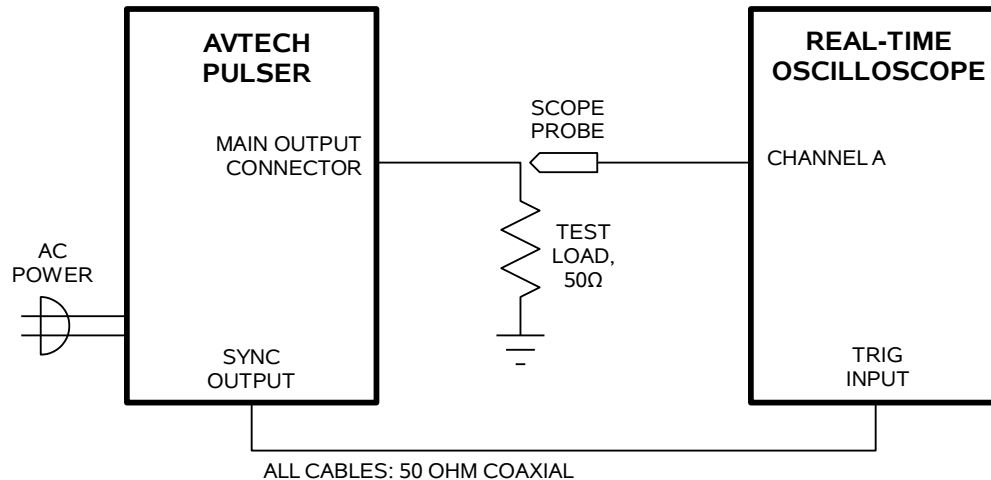 AVTECH
PULSER
REAL-TIME
OSCILLOSCOPE
SCOPE
PROBE
MAIN OUTPUT
CONNECTOR
CHANNEL A
TEST
LOAD,
50Ω
AC
POWER
SYNC
OUTPUT
TRIG
INPUT
ALL CABLES: 50 OHM COAXIAL